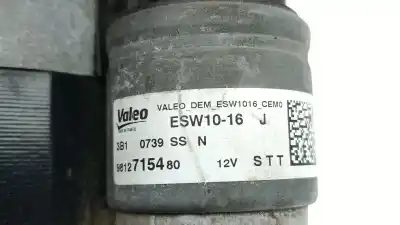 VALEO_DEM_ESW1016_CEM0
Valeo
ESW10-16 J
3B1 0739 SS N
9812715480 12V STT